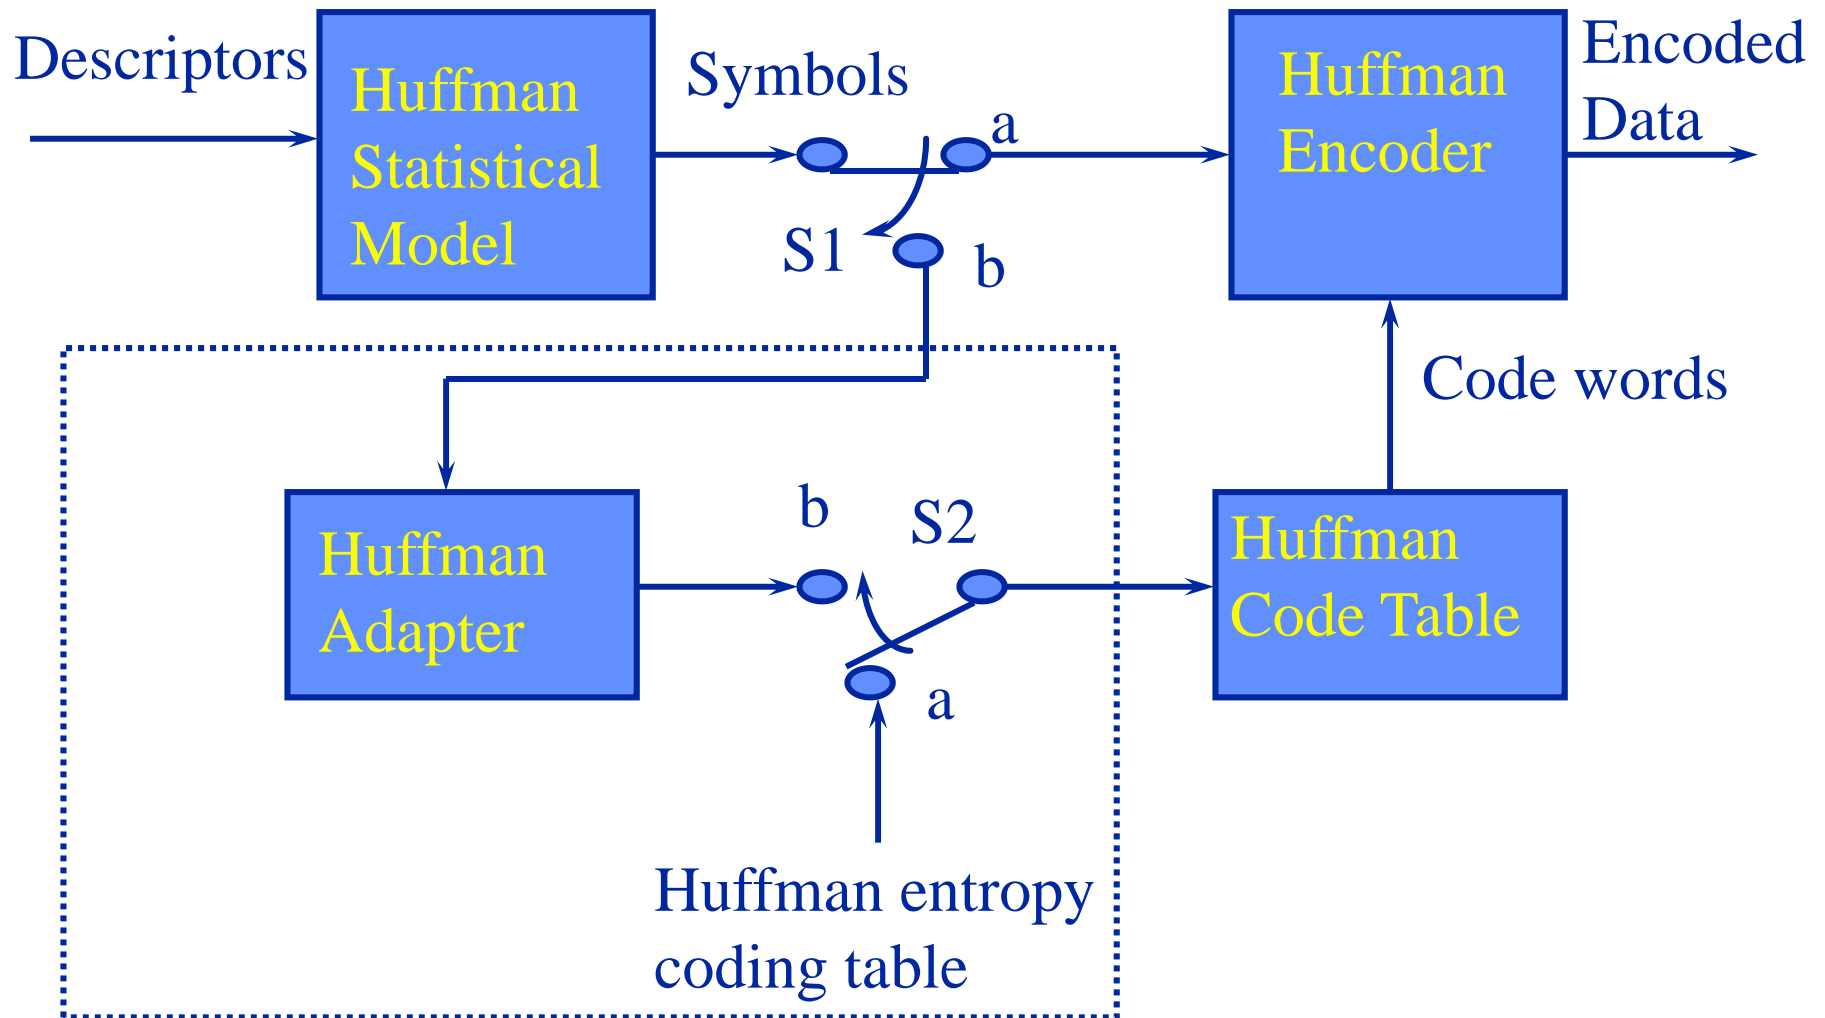 Descriptors
Huffman
Statistical
Model
Symbols
a
S1
b
Huffman
Encoder
Encoded
Data
Code words
Huffman
Adapter
b
S2
a
Huffman
Code Table
Huffman entropy
coding table